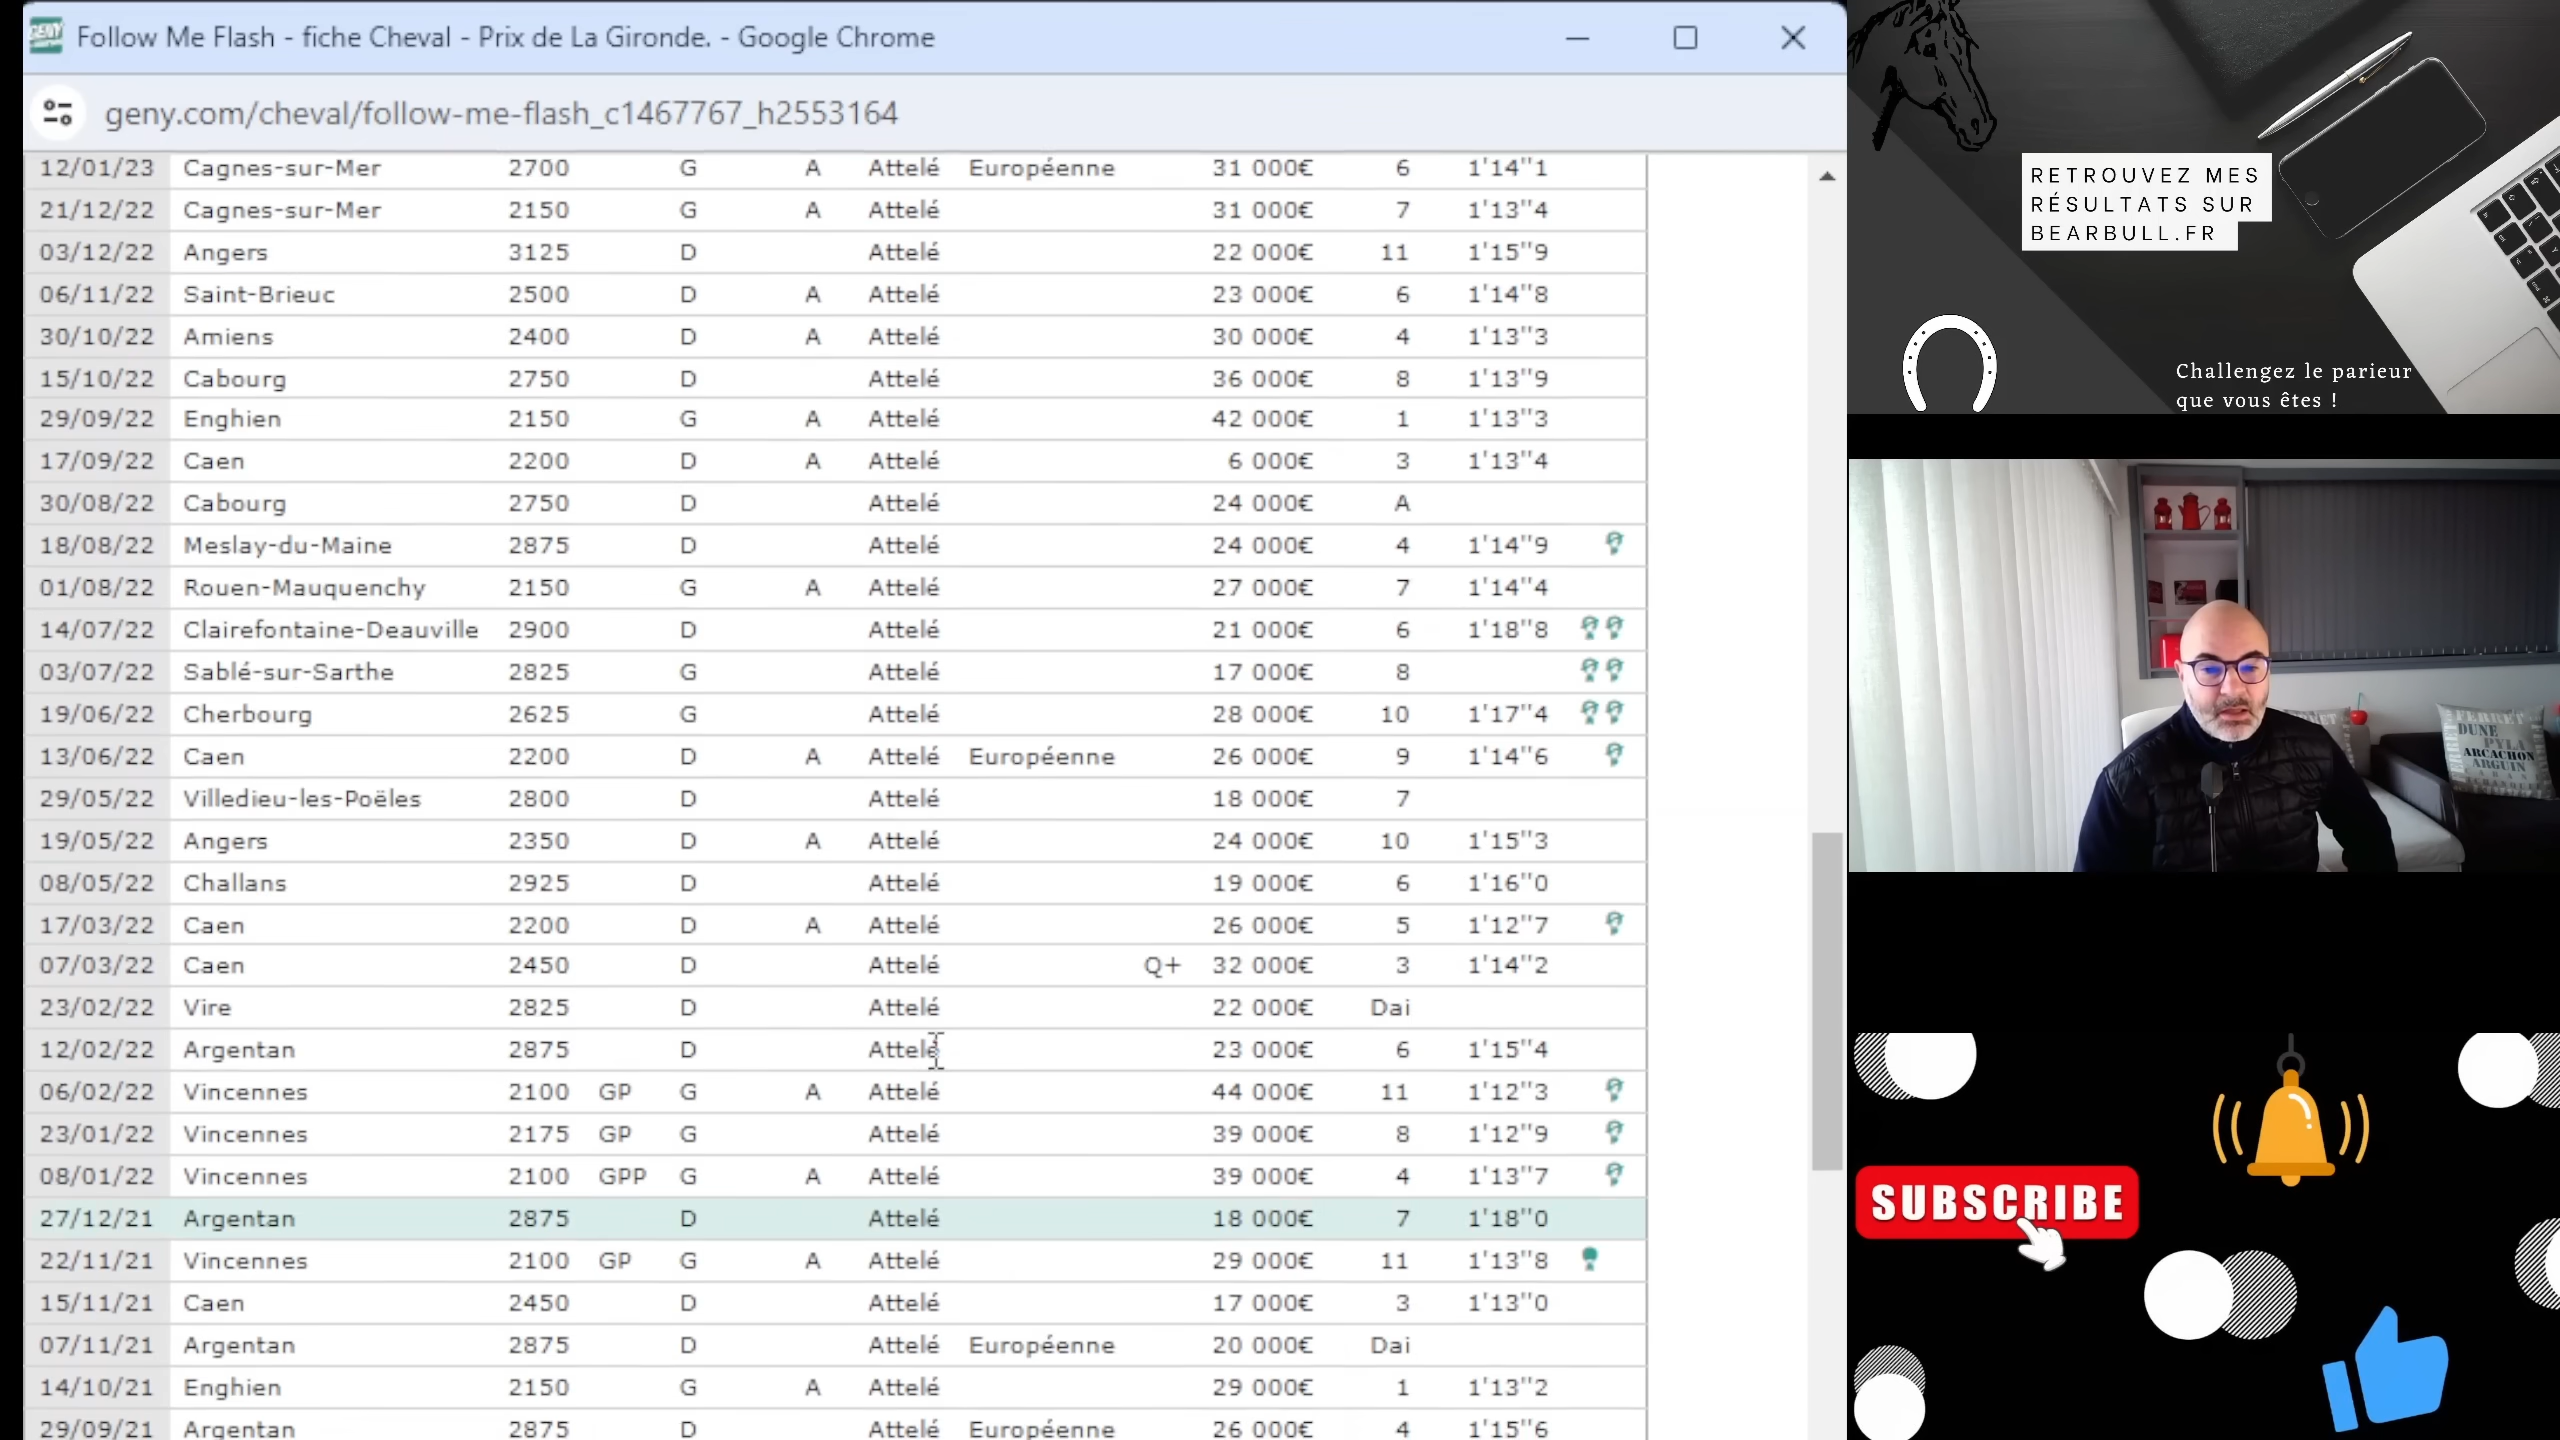 Follow Me Flash - fiche Cheval - Prix de La Gironde. - Google Chrome
geny.com/cheval/follow-me-flash_c1467767_h2553164
12/01/23 Cagnes-sur-Mer 2700 G A Attelé Européenne 31 000€ 6 1'14"1
21/12/22 Cagnes-sur-Mer 2150 G A Attelé 31 000€ 7 1'13"4
03/12/22 Angers 3125 D Attelé 22 000€ 11 1'15"9
06/11/22 Saint-Brieuc 2500 D A Attelé 23 000€ 6 1'14"8
30/10/22 Amiens 2400 D A Attelé 30 000€ 4 1'13"3
15/10/22 Cabourg 2750 D Attelé 36 000€ 8 1'13"9
29/09/22 Enghien 2150 G A Attelé 42 000€ 1 1'13"3
17/09/22 Caen 2200 D A Attelé 6 000€ 3 1'13"4
30/08/22 Cabourg 2750 D Attelé 24 000€ A
18/08/22 Meslay-du-Maine 2875 D Attelé 24 000€ 4 1'14"9
01/08/22 Rouen-Mauquenchy 2150 G A Attelé 27 000€ 7 1'14"4
14/07/22 Clairefontaine-Deauville 2900 D Attelé 21 000€ 6 1'18"8
03/07/22 Sablé-sur-Sarthe 2825 G Attelé 17 000€ 8
19/06/22 Cherbourg 2625 G Attelé 28 000€ 10 1'17"4
13/06/22 Caen 2200 D A Attelé Européenne 26 000€ 9 1'14"6
29/05/22 Villedieu-les-Poëles 2800 D Attelé 18 000€ 7
19/05/22 Angers 2350 D A Attelé 24 000€ 10 1'15"3
08/05/22 Challans 2925 D Attelé 19 000€ 6 1'16"0
17/03/22 Caen 2200 D A Attelé 26 000€ 5 1'12"7
07/03/22 Caen 2450 D Attelé Q+ 32 000€ 3 1'14"2
23/02/22 Vire 2825 D Attelé 22 000€ Dai
12/02/22 Argentan 2875 D Attelé 23 000€ 6 1'15"4
06/02/22 Vincennes 2100 GP G A Attelé 44 000€ 11 1'12"3
23/01/22 Vincennes 2175 GP G Attelé 39 000€ 8 1'12"9
08/01/22 Vincennes 2100 GPP G A Attelé 39 000€ 4 1'13"7
27/12/21 Argentan 2875 D Attelé 18 000€ 7 1'18"0
22/11/21 Vincennes 2100 GP G A Attelé 29 000€ 11 1'13"8
15/11/21 Caen 2450 D Attelé 17 000€ 3 1'13"0
07/11/21 Argentan 2875 D Attelé Européenne 20 000€ Dai
14/10/21 Enghien 2150 G A Attelé 29 000€ 1 1'13"2
29/09/21 Argentan 2875 D Attelé Européenne 26 000€ 4 1'15"6
RETROUVEZ MES
RÉSULTATS SUR
BEARBULL.FR
Challengez le parieur
que vous êtes !
FERRET
DUNE
PYLA
ARCACHON
ARGUIN
SUBSCRIBE